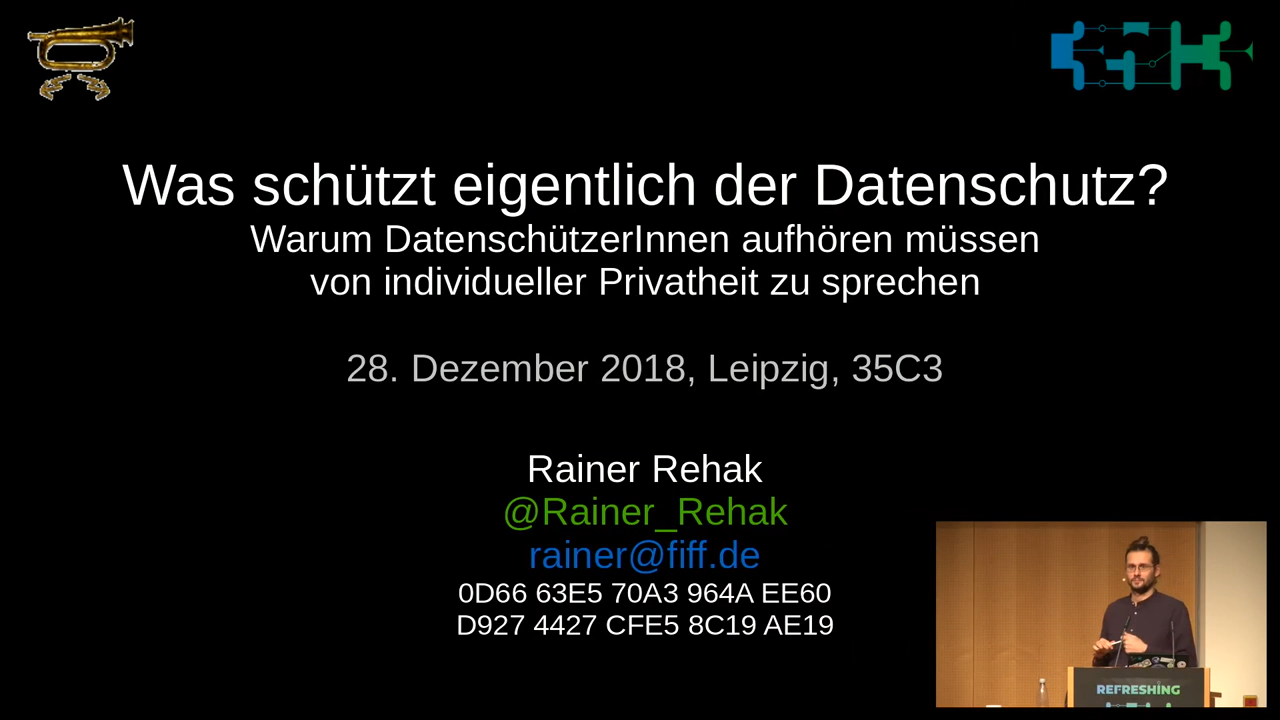 Was schützt eigentlich der Datenschutz?
Warum DatenschützerInnen aufhören müssen
von individueller Privatheit zu sprechen
28. Dezember 2018, Leipzig, 35C3
Rainer Rehak
@Rainer_Rehak
rainer@fiff.de
0D66 63E5 70A3 964A EE60
D927 4427 CFE5 8C19 AE19
REFRESHING